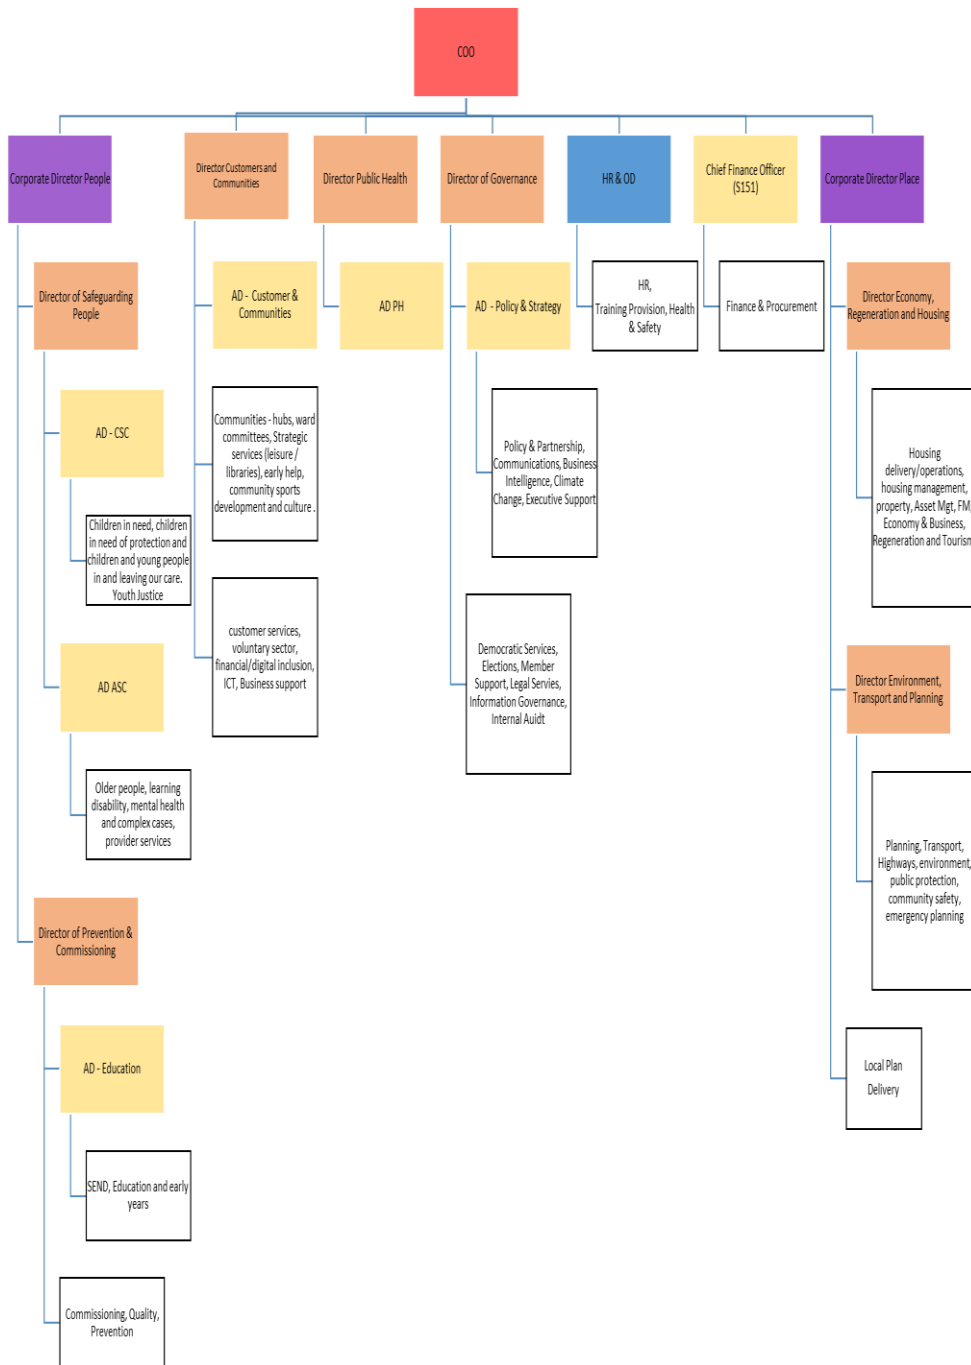 COO
Corporate Dircetor People
Director Customers and
Communities
Director Public Health
Director of Governance
HR & OD
Chief Finance Officer
(S151)
Corporate Director Place
Director of Safeguarding
People
AD - CSC
Children in need, children
in need of protection and
children and young people
in and leaving our care.
Youth Justice
AD ASC
Older people, learning
disability, mental health
and complex cases,
provider services
Director of Prevention &
Commissioning
AD - Education
SEND, Education and early
years
Commissioning, Quality,
Prevention
AD - Customer &
Communities
Communities - hubs, ward
committees, Strategic
services (leisure /
libraries), early help,
community sports
development and culture .
customer services,
voluntary sector,
financial/digital inclusion,
ICT, Business support
AD PH
AD - Policy & Strategy
Policy & Partnership,
Communications, Business
Intelligence, Climate
Change, Executive Support
Democratic Services,
Elections, Member
Support, Legal Servies,
Information Governance,
Internal Auidt
HR,
Training Provision, Health
& Safety
Finance & Procurement
Director Economy,
Regeneration and Housing
Housing
delivery/operations,
housing management,
property, Asset Mgt, FM,
Economy & Business,
Regeneration and Tourism
Director Environment,
Transport and Planning
Planning, Transport,
Highways, environment,
public protection,
community safety,
emergency planning
Local Plan
Delivery